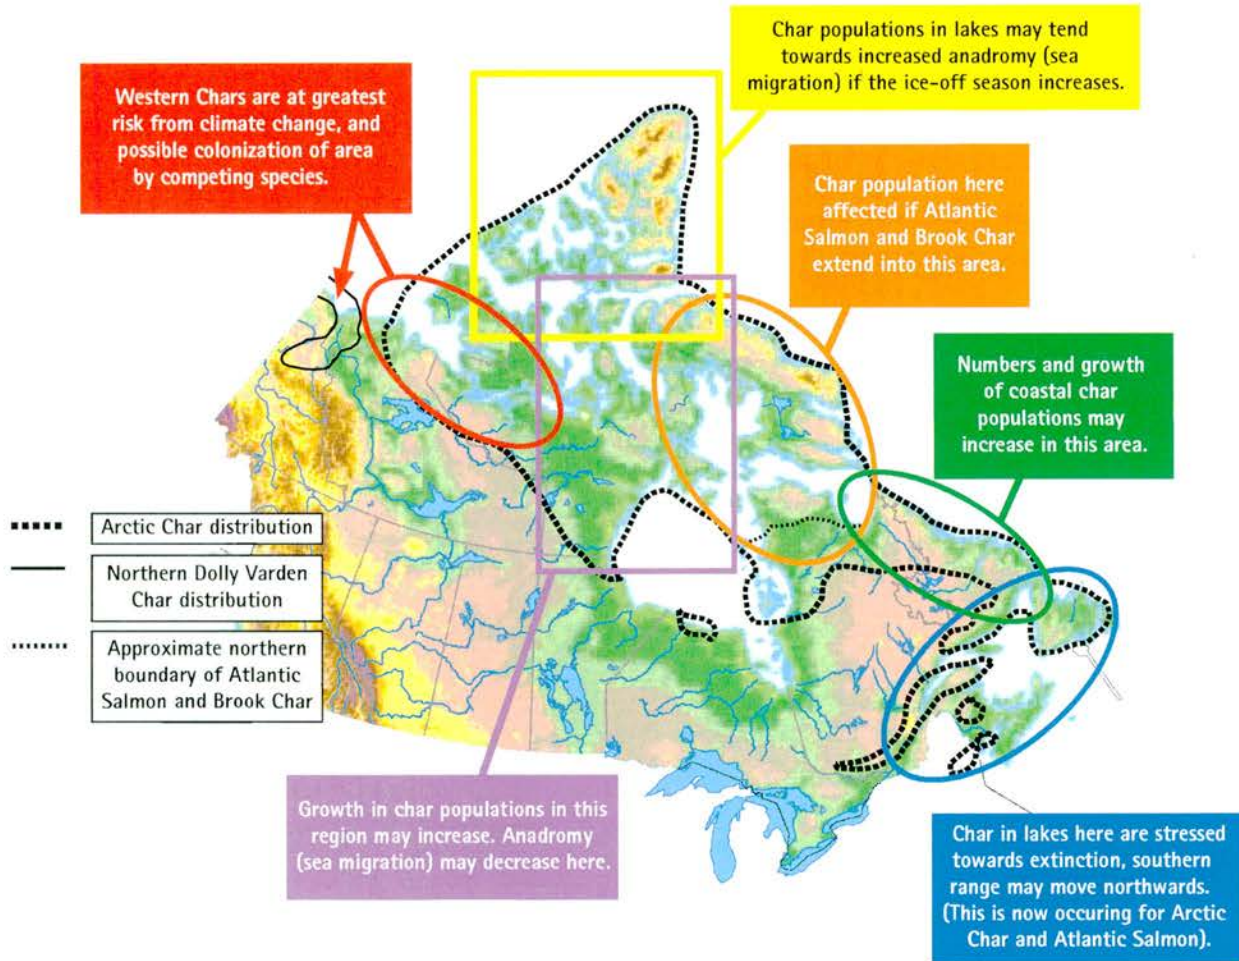 Char populations in lakes may tend
towards increased anadromy (sea
migration) if the ice-off season increases.
Western Chars are at greatest
risk from climate change, and
possible colonization of area
by competing species.
Char population here
affected if Atlantic
Salmon and Brook Char
extend into this area.
Numbers and growth
of coastal char
populations may
increase in this area.
Arctic Char distribution
Northern Dolly Varden
Char distribution
Approximate northern
boundary of Atlantic
Salmon and Brook Char
Growth in char populations in this
region may increase. Anadromy
(sea migration) may decrease here.
Char in lakes here are stressed
towards extinction, southern
range may move northwards.
(This is now occuring for Arctic
Char and Atlantic Salmon).